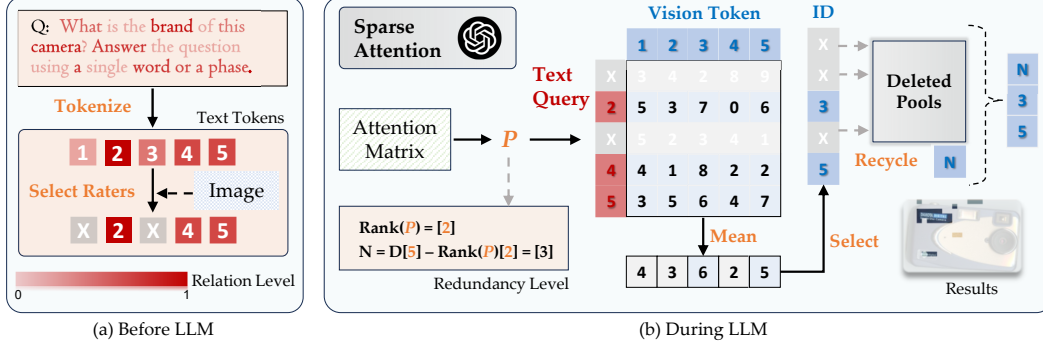 Q: What is the brand of this
camera? Answer the question
using a single word or a phase.
Tokenize
Text Tokens
1 2 3 4 5
Select Raters
Image
X 2 X 4 5
0 1
Relation Level
(a) Before LLM
Sparse
Attention
Attention
Matrix
P
Rank(P) = [2]
N = D[5] – Rank(P)[2] = [3]
Redundancy Level
Vision Token
1 2 3 4 5
Text
Query
X 3 4 2 8 9
2 5 3 7 0 6
X 5 2 3 4 1
4 4 1 8 2 2
5 3 5 6 4 7
Mean
4 3 6 2 5
Select
ID
X
X
3
X
5
Deleted
Pools
Recycle
N
N
3
5
Results
(b) During LLM